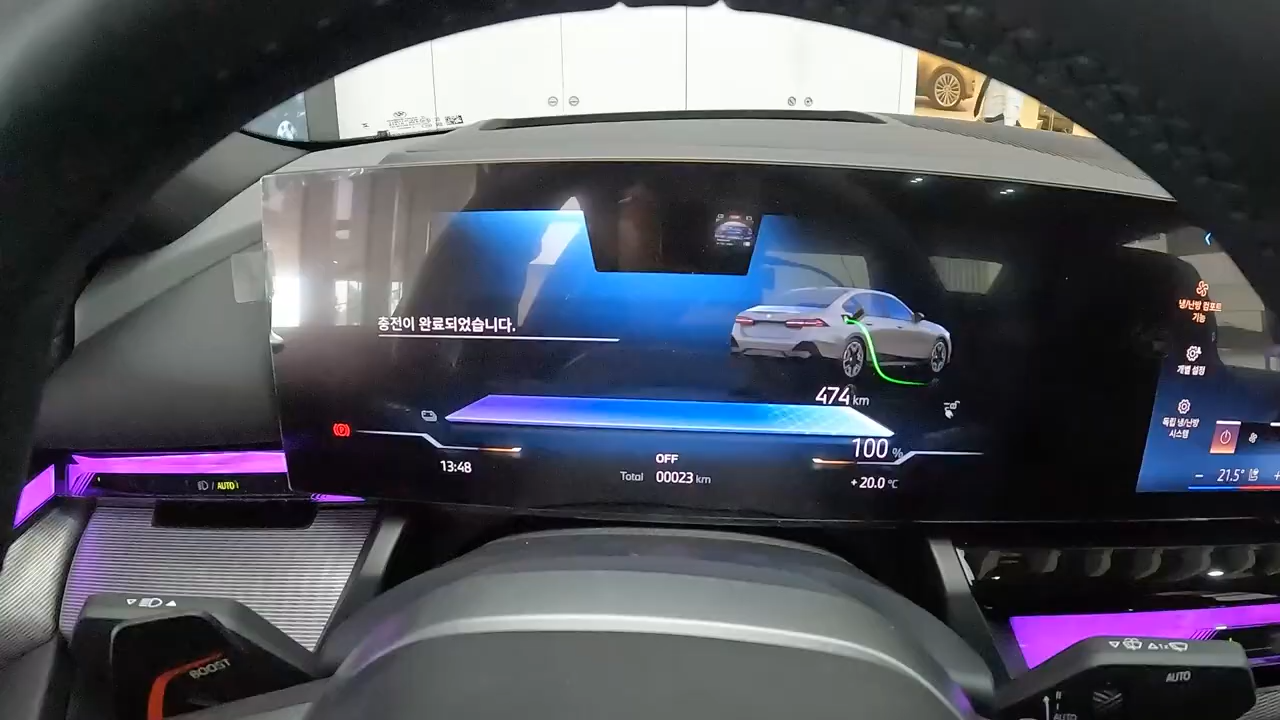 충전이 완료되었습니다.
474 km
100 %
OFF
13:48
Total 00023 km
+ 20.0 °C
냉/난방 컴포트
기능
개별 설정
독립 냉/난방
시스템
- 21.5° +
AUTO
BOOST
AUTO
AUTO